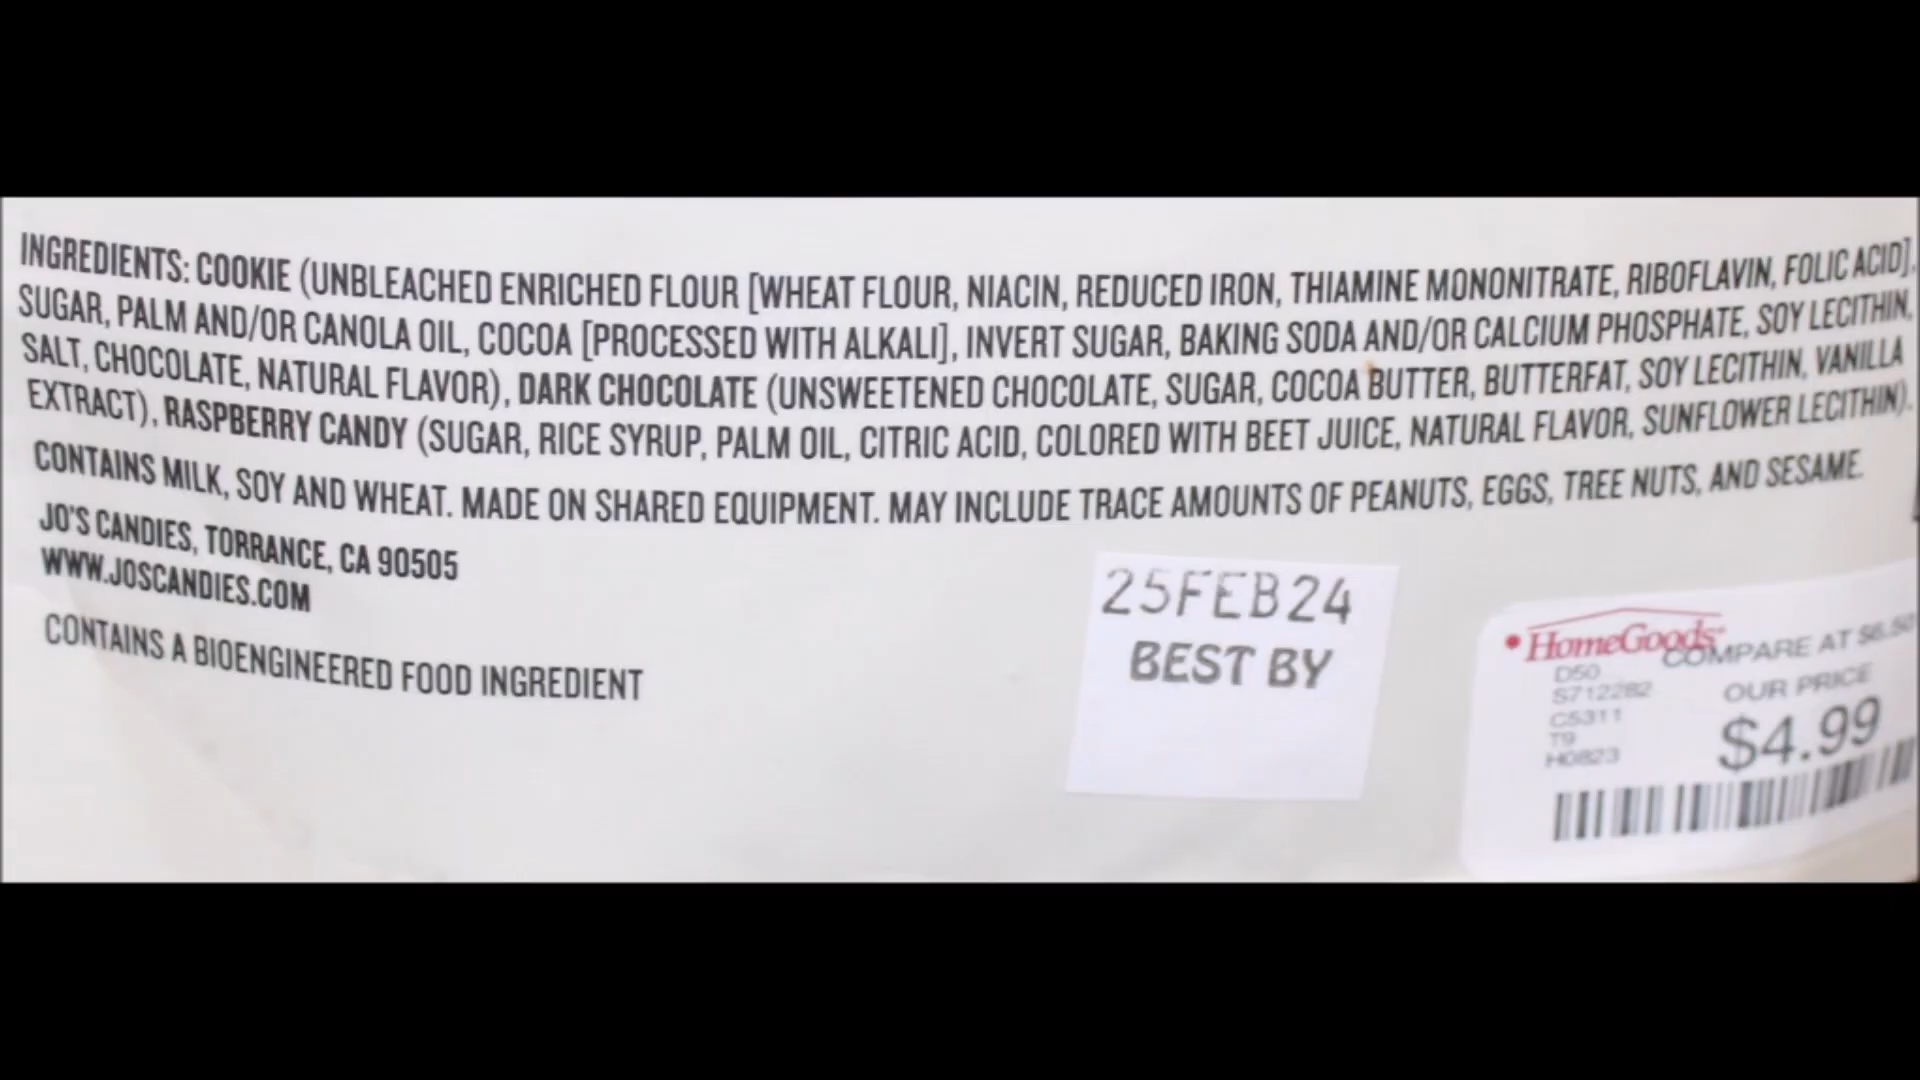 INGREDIENTS: COOKIE (UNBLEACHED ENRICHED FLOUR [WHEAT FLOUR, NIACIN, REDUCED IRON, THIAMINE MONONITRATE, RIBOFLAVIN, FOLIC ACID],
SUGAR, PALM AND/OR CANOLA OIL, COCOA [PROCESSED WITH ALKALI], INVERT SUGAR, BAKING SODA AND/OR CALCIUM PHOSPHATE, SOY LECITHIN,
SALT, CHOCOLATE, NATURAL FLAVOR), DARK CHOCOLATE (UNSWEETENED CHOCOLATE, SUGAR, COCOA BUTTER, BUTTERFAT, SOY LECITHIN, VANILLA
EXTRACT), RASPBERRY CANDY (SUGAR, RICE SYRUP, PALM OIL, CITRIC ACID, COLORED WITH BEET JUICE, NATURAL FLAVOR, SUNFLOWER LECITHIN).
CONTAINS MILK, SOY AND WHEAT. MADE ON SHARED EQUIPMENT. MAY INCLUDE TRACE AMOUNTS OF PEANUTS, EGGS, TREE NUTS, AND SESAME.
JO'S CANDIES, TORRANCE, CA 90505
WWW.JOSCANDIES.COM
CONTAINS A BIOENGINEERED FOOD INGREDIENT
25FEB24
BEST BY
HomeGoods
COMPARE AT $6.50
D50
S712282
C5311
T9
H0823
OUR PRICE
$4.99